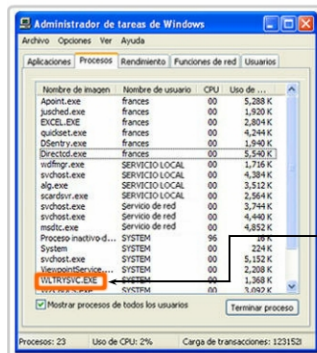 Administrador de tareas de Windows
Archivo Opciones Ver Ayuda
Aplicaciones Procesos Rendimiento Funciones de red Usuarios
Nombre de imagen Nombre de usuario CPU Uso de ...
Apoint.exe frances 00 5,288 K
jusched.exe frances 00 1,920 K
EXCEL.EXE frances 00 2,804 K
quickset.exe frances 00 4,244 K
DSentry.exe frances 00 1,940 K
Directcd.exe frances 00 5,540 K
wdfmgr.exe SERVICIO LOCAL 00 1,716 K
svchost.exe SERVICIO LOCAL 00 4,384 K
alg.exe SERVICIO LOCAL 00 3,512 K
scardsvr.exe SERVICIO LOCAL 00 2,564 K
svchost.exe Servicio de red 00 3,744 K
svchost.exe Servicio de red 00 4,440 K
msdtc.exe Servicio de red 00 4,852 K
Proceso inactivo d... SYSTEM 96 16 K
System SYSTEM 00 224 K
svchost.exe SYSTEM 00 5,152 K
ViewpointService.... SYSTEM 00 2,208 K
WLTRYSVC.EXE SYSTEM 00 1,368 K
SYSTEM 00 3,092 K
Mostrar procesos de todos los usuarios
Terminar proceso
Procesos: 23 Uso de CPU: 2% Carga de transacciones: 123152